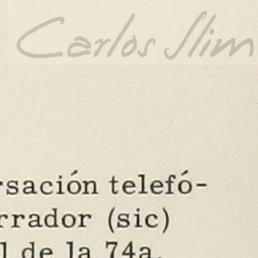 Carlos Slim
rsación telefó-
rrador (sic)
l de la 74a.